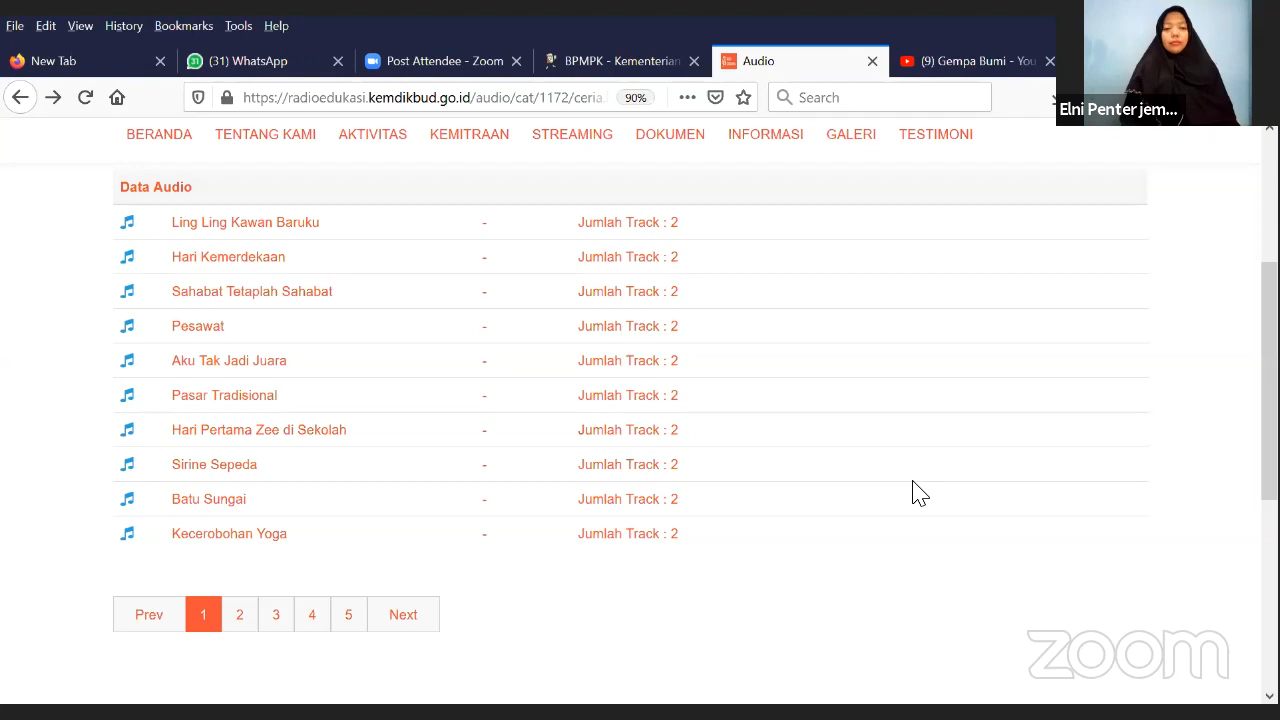 File Edit View History Bookmarks Tools Help
New Tab
(31) WhatsApp
Post Attendee - Zoom
BPMPK - Kementerian
Audio
(9) Gempa Bumi - You
https://radioedukasi.kemdikbud.go.id/audio/cat/1172/ceria.
90%
Search
Elni Penterjem...
BERANDA TENTANG KAMI AKTIVITAS KEMITRAAN STREAMING DOKUMEN INFORMASI GALERI TESTIMONI
Data Audio
Ling Ling Kawan Baruku - Jumlah Track : 2
Hari Kemerdekaan - Jumlah Track : 2
Sahabat Tetaplah Sahabat - Jumlah Track : 2
Pesawat - Jumlah Track : 2
Aku Tak Jadi Juara - Jumlah Track : 2
Pasar Tradisional - Jumlah Track : 2
Hari Pertama Zee di Sekolah - Jumlah Track : 2
Sirine Sepeda - Jumlah Track : 2
Batu Sungai - Jumlah Track : 2
Kecerobohan Yoga - Jumlah Track : 2
Prev 1 2 3 4 5 Next
zoom